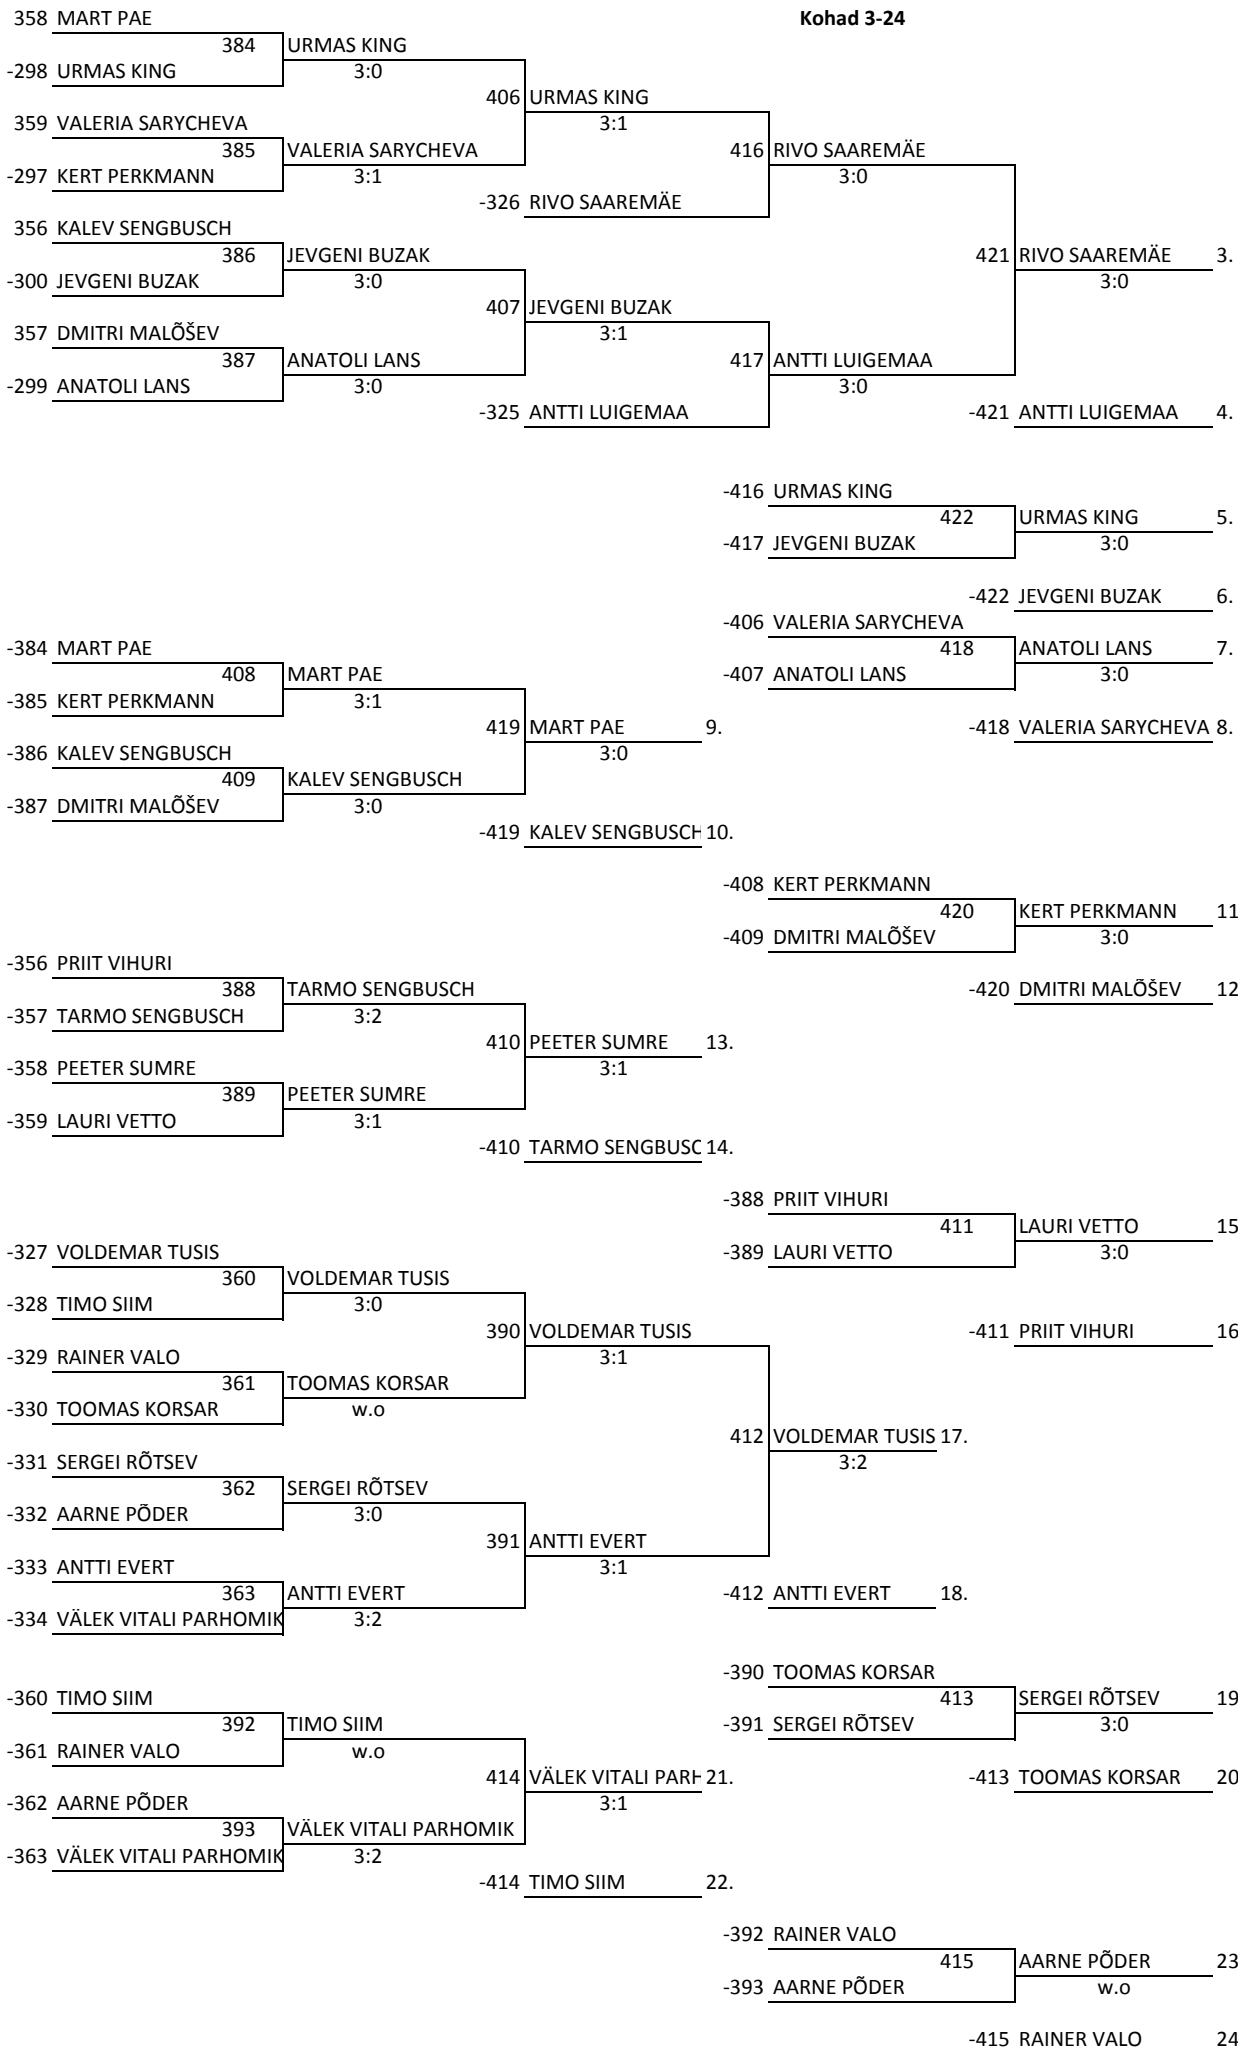 358 MART PAE Kohad 3-24
384 URMAS KING
-298 URMAS KING 3:0
406 URMAS KING
359 VALERIA SARYCHEVA 3:1
385 VALERIA SARYCHEVA 416 RIVO SAAREMÄE
-297 KERT PERKMANN 3:1 3:0
-326 RIVO SAAREMÄE
356 KALEV SENGBUSCH
386 JEVGENI BUZAK 421 RIVO SAAREMÄE 3.
-300 JEVGENI BUZAK 3:0 3:0
407 JEVGENI BUZAK
357 DMITRI MALÕŠEV 3:1
387 ANATOLI LANS 417 ANTTI LUIGEMAA
-299 ANATOLI LANS 3:0 3:0
-325 ANTTI LUIGEMAA -421 ANTTI LUIGEMAA 4.
-416 URMAS KING
422 URMAS KING 5.
-417 JEVGENI BUZAK 3:0
-422 JEVGENI BUZAK 6.
-406 VALERIA SARYCHEVA
-384 MART PAE 418 ANATOLI LANS 7.
408 MART PAE -407 ANATOLI LANS 3:0
-385 KERT PERKMANN 3:1
419 MART PAE 9. -418 VALERIA SARYCHEVA 8.
-386 KALEV SENGBUSCH 3:0
409 KALEV SENGBUSCH
-387 DMITRI MALÕŠEV 3:0
-419 KALEV SENGBUSCH 10.
-408 KERT PERKMANN
420 KERT PERKMANN 11
-409 DMITRI MALÕŠEV 3:0
-356 PRIIT VIHURI
388 TARMO SENGBUSCH -420 DMITRI MALÕŠEV 12
-357 TARMO SENGBUSCH 3:2
410 PEETER SUMRE 13.
-358 PEETER SUMRE 3:1
389 PEETER SUMRE
-359 LAURI VETTO 3:1
-410 TARMO SENGBUSC 14.
-388 PRIIT VIHURI
411 LAURI VETTO 15
-327 VOLDEMAR TUSIS -389 LAURI VETTO 3:0
360 VOLDEMAR TUSIS
-328 TIMO SIIM 3:0
390 VOLDEMAR TUSIS -411 PRIIT VIHURI 16
-329 RAINER VALO 3:1
361 TOOMAS KORSAR
-330 TOOMAS KORSAR w.o
412 VOLDEMAR TUSIS 17.
-331 SERGEI RÕTSEV 3:2
362 SERGEI RÕTSEV
-332 AARNE PÕDER 3:0
391 ANTTI EVERT
-333 ANTTI EVERT 3:1
363 ANTTI EVERT -412 ANTTI EVERT 18.
-334 VÄLEK VITALI PARHOMIK 3:2
-390 TOOMAS KORSAR
-360 TIMO SIIM 413 SERGEI RÕTSEV 19
392 TIMO SIIM -391 SERGEI RÕTSEV 3:0
-361 RAINER VALO w.o
414 VÄLEK VITALI PARH 21. -413 TOOMAS KORSAR 20
-362 AARNE PÕDER 3:1
393 VÄLEK VITALI PARHOMIK
-363 VÄLEK VITALI PARHOMIK 3:2
-414 TIMO SIIM 22.
-392 RAINER VALO
415 AARNE PÕDER 23
-393 AARNE PÕDER w.o
-415 RAINER VALO 24